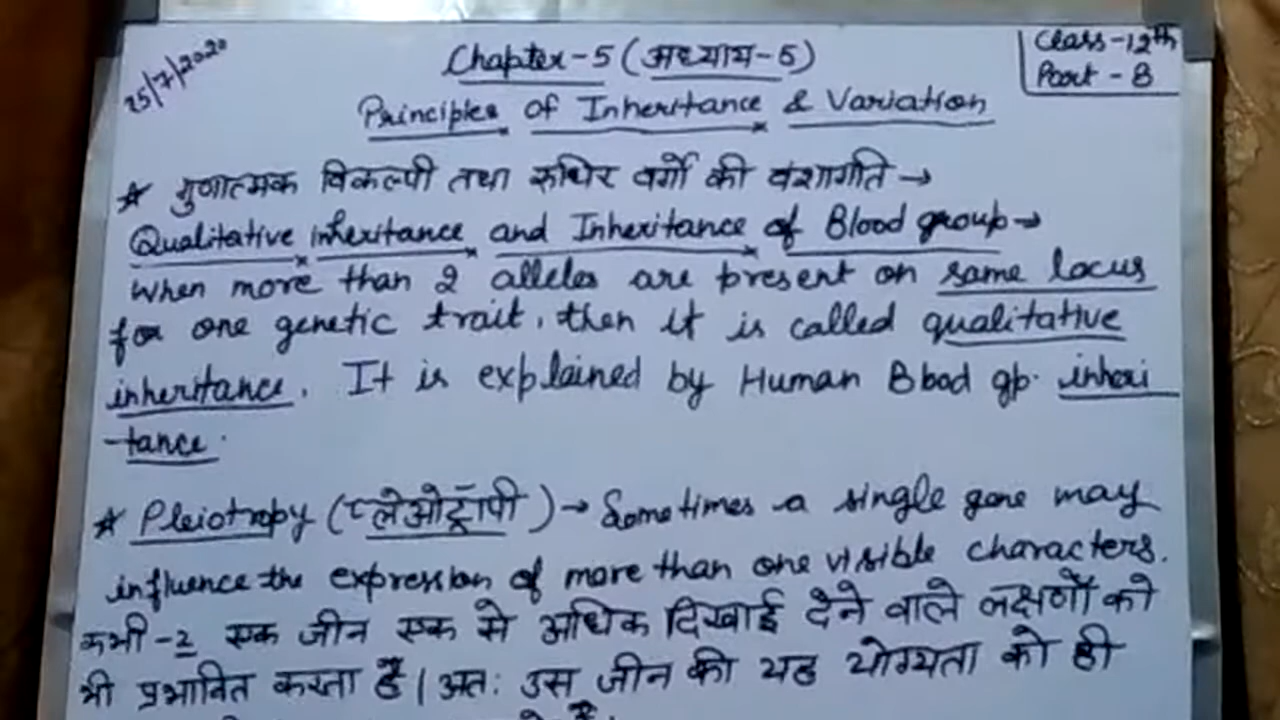 25/7/2020
Chapter-5 (अध्याय-5)
Class-12th
Part - 8
Principles of Inheritance & Variation
☆ गुणात्मक विकल्पी तथा रुधिर वर्गों की वंशागति →
Qualitative inheritance and Inheritance of Blood group→
When more than 2 alleles are present on same locus
for one genetic trait, then it is called qualitative
inheritance. It is explained by Human Blood gp. inheri
-tance.
☆ Pleiotropy (प्लेओट्रॉपी) → Sometimes a single gene may
influence the expression of more than one visible characters.
कभी-2 एक जीन एक से अधिक दिखाई देने वाले लक्षणों को
भी प्रभावित करता है। अतः उस जीन की यह योग्यता को ही